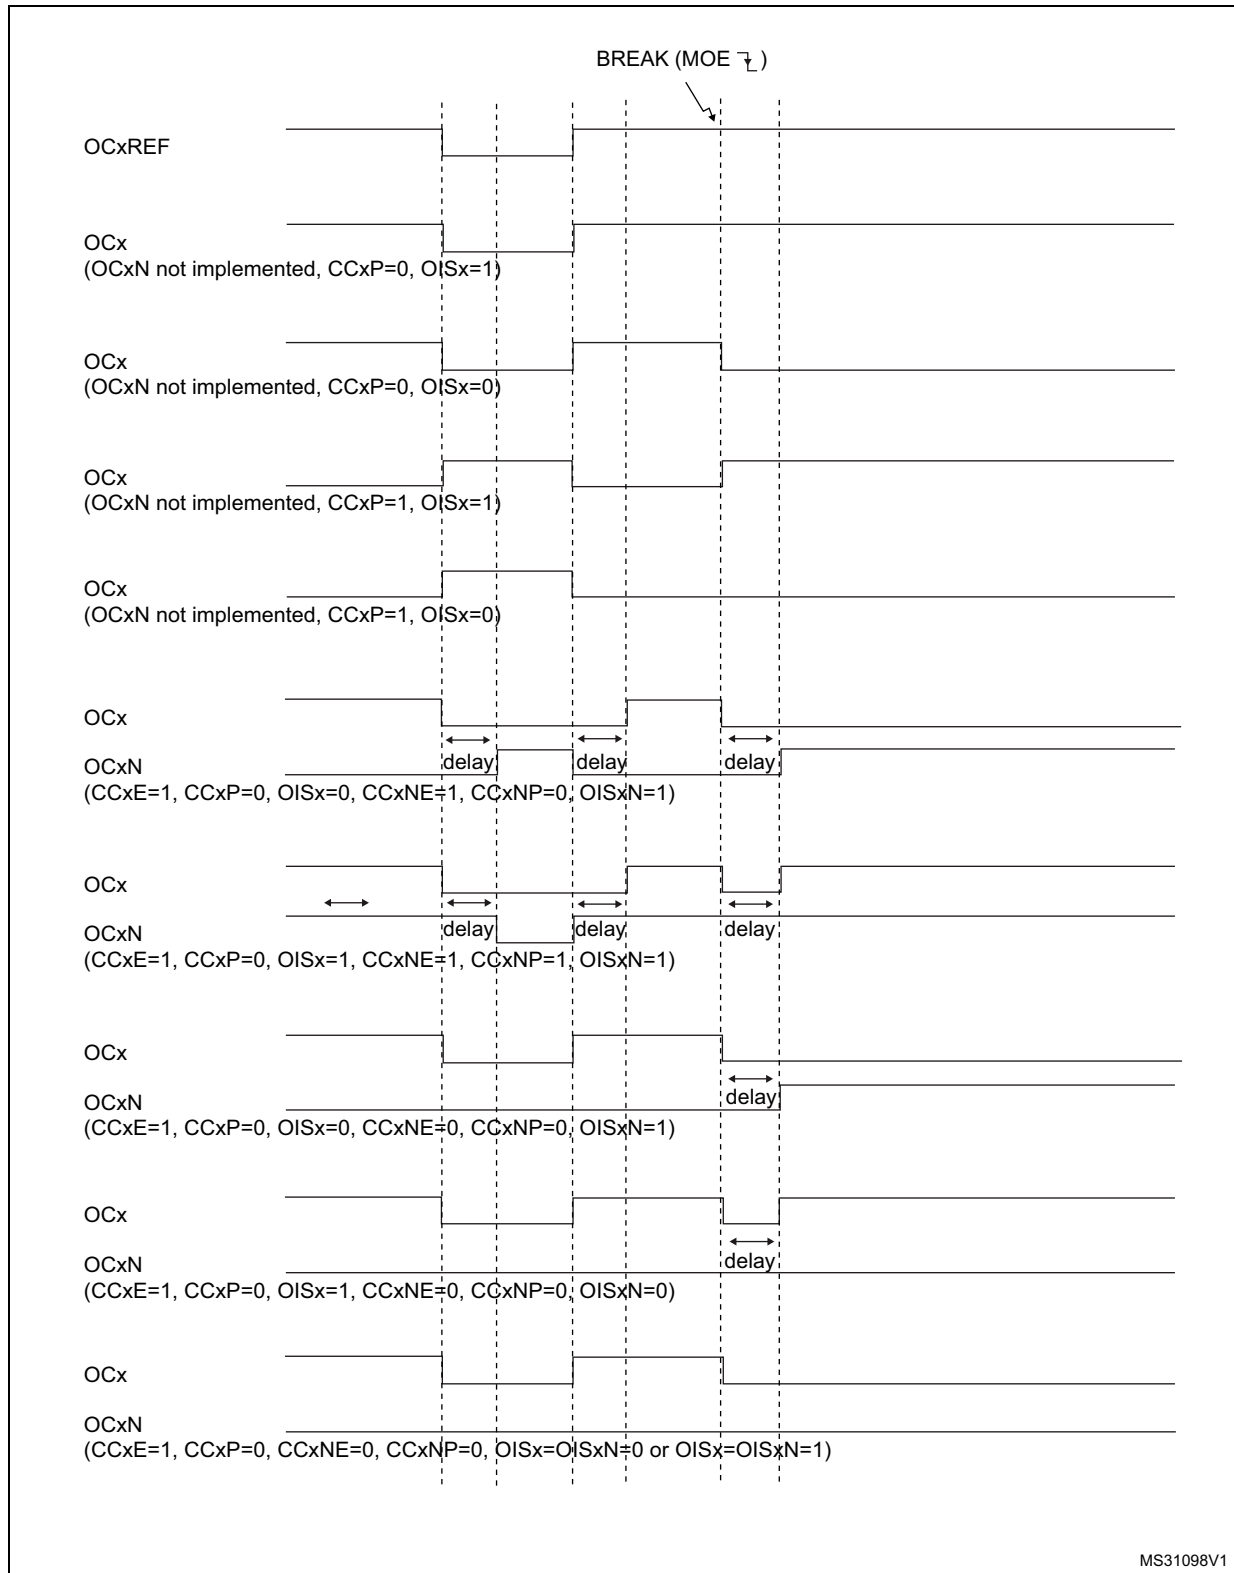 BREAK (MOE )
OCxREF
OCx
(OCxN not implemented, CCxP=0, OISx=1)
OCx
(OCxN not implemented, CCxP=0, OISx=0)
OCx
(OCxN not implemented, CCxP=1, OISx=1)
OCx
(OCxN not implemented, CCxP=1, OISx=0)
OCx
delay delay delay
OCxN
(CCxE=1, CCxP=0, OISx=0, CCxNE=1, CCxNP=0, OISxN=1)
OCx
delay delay delay
OCxN
(CCxE=1, CCxP=0, OISx=1, CCxNE=1, CCxNP=1, OISxN=1)
OCx
delay
OCxN
(CCxE=1, CCxP=0, OISx=0, CCxNE=0, CCxNP=0, OISxN=1)
OCx
delay
OCxN
(CCxE=1, CCxP=0, OISx=1, CCxNE=0, CCxNP=0, OISxN=0)
OCx
OCxN
(CCxE=1, CCxP=0, CCxNE=0, CCxNP=0, OISx=OISxN=0 or OISx=OISxN=1)
MS31098V1